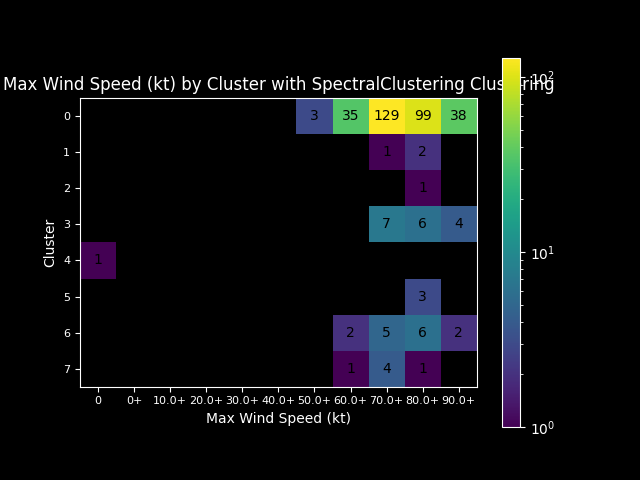 Max Wind Speed (kt) by Cluster with SpectralClustering Clustering
0 3 35 129 99 38
1 1 2
2 1
3 7 6 4
4 1
5 3
6 2 5 6 2
7 1 4 1
Cluster
0 0+ 10.0+ 20.0+ 30.0+ 40.0+ 50.0+ 60.0+ 70.0+ 80.0+ 90.0+
Max Wind Speed (kt)
10²
10¹
10⁰